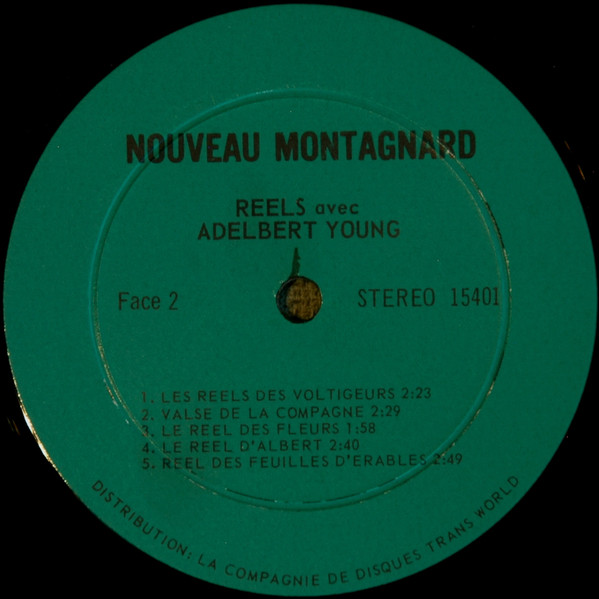 NOUVEAU MONTAGNARD
REELS avec
ADELBERT YOUNG
Face 2
STEREO 15401
1. LES REELS DES VOLTIGEURS 2:23
2. VALSE DE LA COMPAGNE 2:29
3. LE REEL DES FLEURS 1:58
4. LE REEL D'ALBERT 2:40
5. REEL DES FEUILLES D'ERABLES 2:49
DISTRIBUTION: LA COMPAGNIE DE DISQUES TRANS WORLD